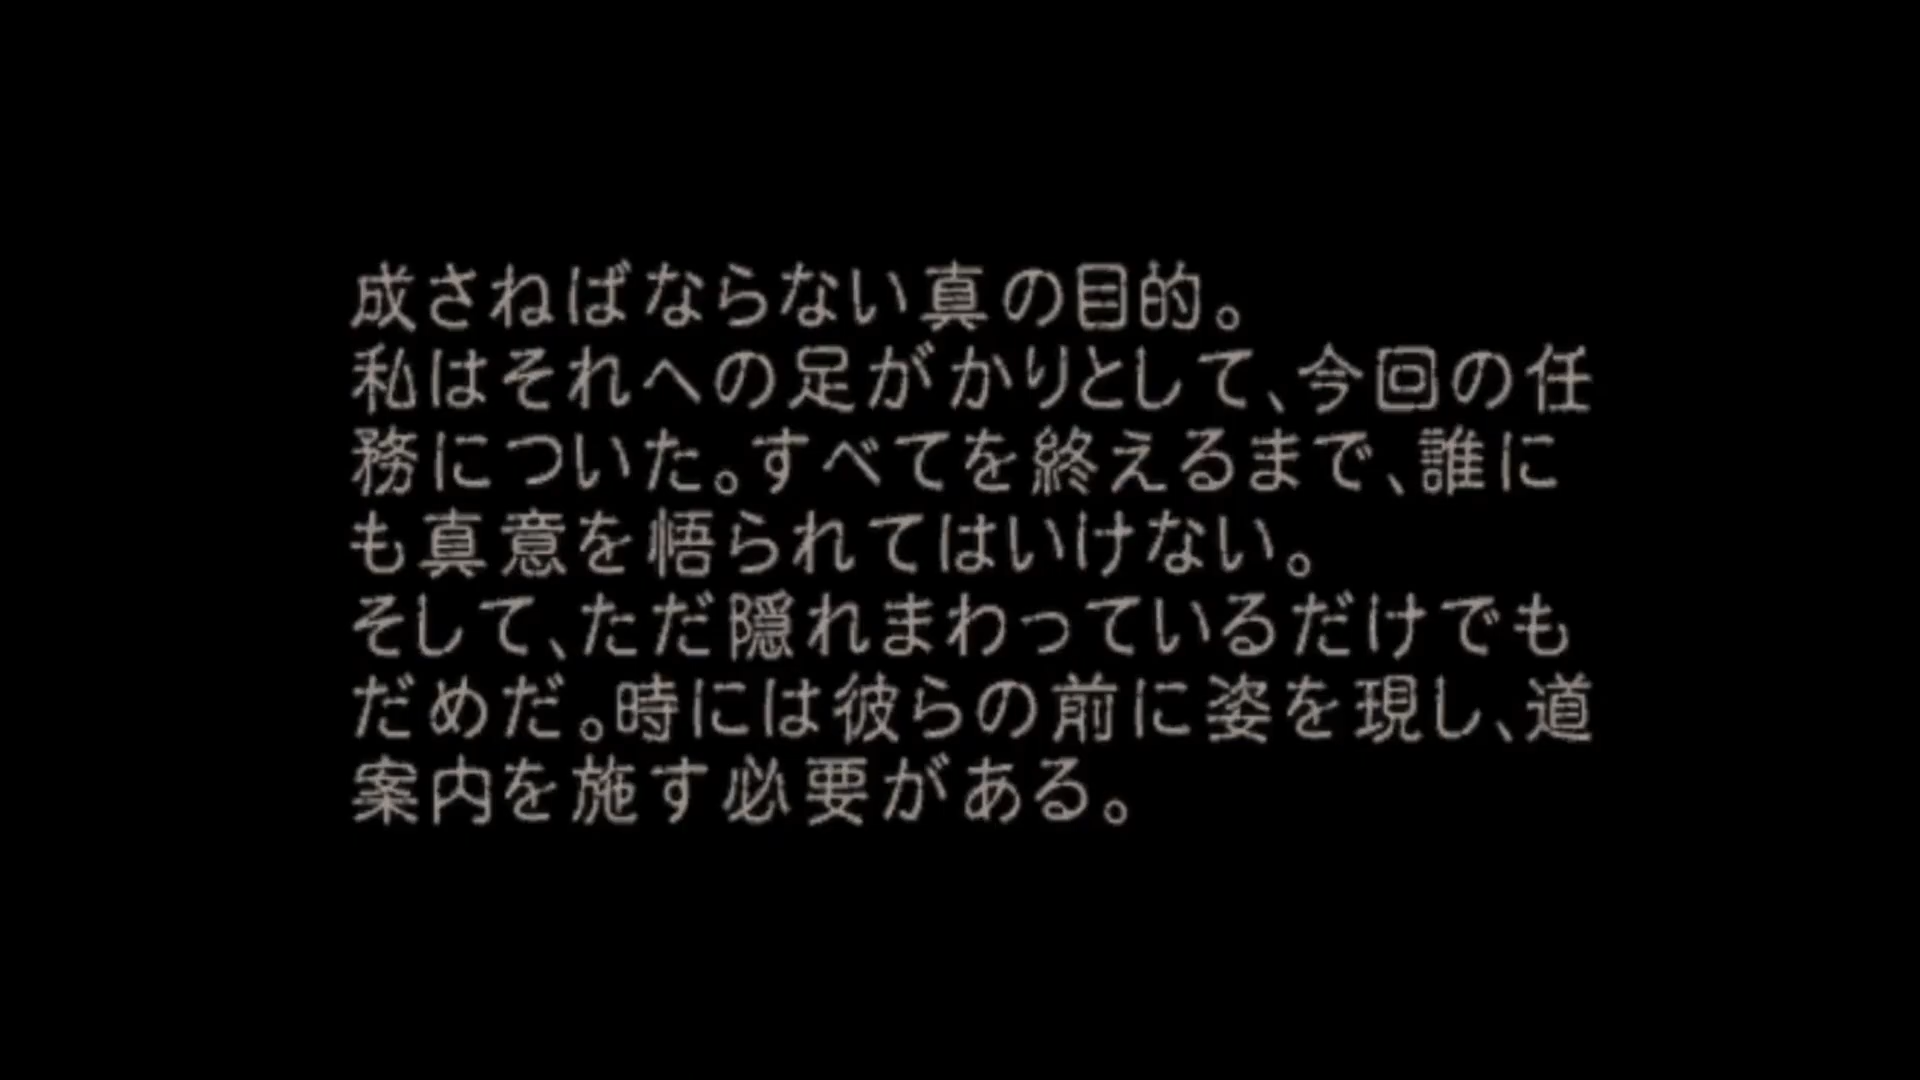 成さねばならない真の目的。
私はそれへの足がかりとして、今回の任
務についた。すべてを終えるまで、誰に
も真意を悟られてはいけない。
そして、ただ隠れまわっているだけでも
だめだ。時には彼らの前に姿を現し、道
案内を施す必要がある。